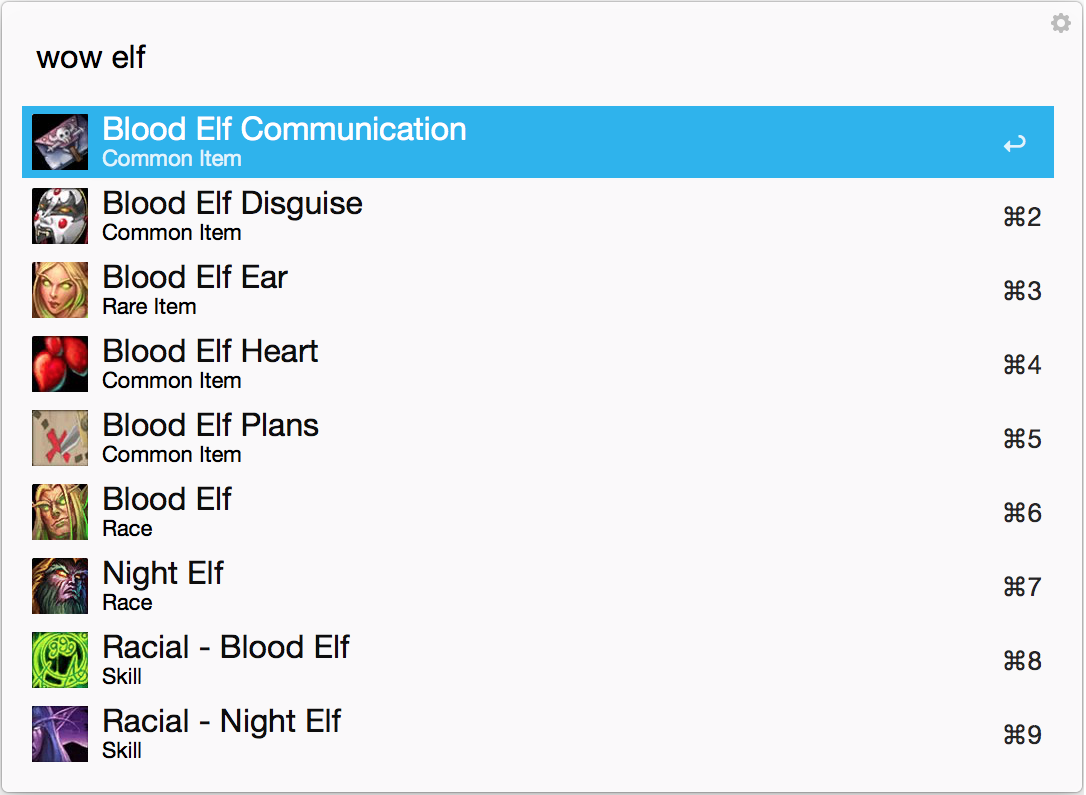 wow elf
Blood Elf Communication
Common Item
↩
Blood Elf Disguise
Common Item
⌘2
Blood Elf Ear
Rare Item
⌘3
Blood Elf Heart
Common Item
⌘4
Blood Elf Plans
Common Item
⌘5
Blood Elf
Race
⌘6
Night Elf
Race
⌘7
Racial - Blood Elf
Skill
⌘8
Racial - Night Elf
Skill
⌘9